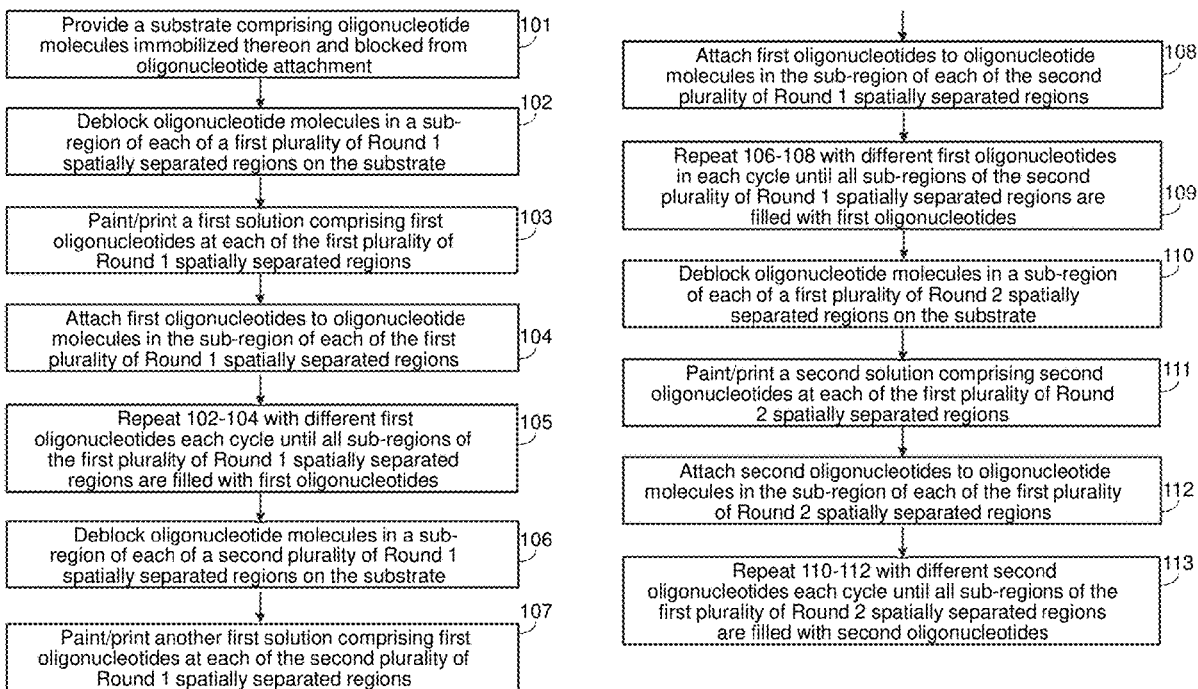 Provide a substrate comprising oligonucleotide
molecules immobilized thereon and blocked from
oligonucleotide attachment
101
Deblock oligonucleotide molecules in a sub-
region of each of a first plurality of Round 1
spatially separated regions on the substrate
102
Paint/print a first solution comprising first
oligonucleotides at each of the first plurality of
Round 1 spatially separated regions
103
Attach first oligonucleotides to oligonucleotide
molecules in the sub-region of each of the first
plurality of Round 1 spatially separated regions
104
Repeat 102-104 with different first
oligonucleotides each cycle until all sub-regions of
the first plurality of Round 1 spatially separated
regions are filled with first oligonucleotides
105
Deblock oligonucleotide molecules in a sub-
region of each of a second plurality of Round 1
spatially separated regions on the substrate
106
Paint/print another first solution comprising first
oligonucleotides at each of the second plurality of
Round 1 spatially separated regions
107
Attach first oligonucleotides to oligonucleotide
molecules in the sub-region of each of the second
plurality of Round 1 spatially separated regions
108
Repeat 106-108 with different first oligonucleotides
in each cycle until all sub-regions of the second
plurality of Round 1 spatially separated regions are
filled with first oligonucleotides
109
Deblock oligonucleotide molecules in a sub-region
of each of a first plurality of Round 2 spatially
separated regions on the substrate
110
Paint/print a second solution comprising second
oligonucleotides at each of the first plurality of Round
2 spatially separated regions
111
Attach second oligonucleotides to oligonucleotide
molecules in the sub-region of each of the first plurality
of Round 2 spatially separated regions
112
Repeat 110-112 with different second
oligonucleotides each cycle until all sub-regions of the
first plurality of Round 2 spatially separated regions
are filled with second oligonucleotides
113